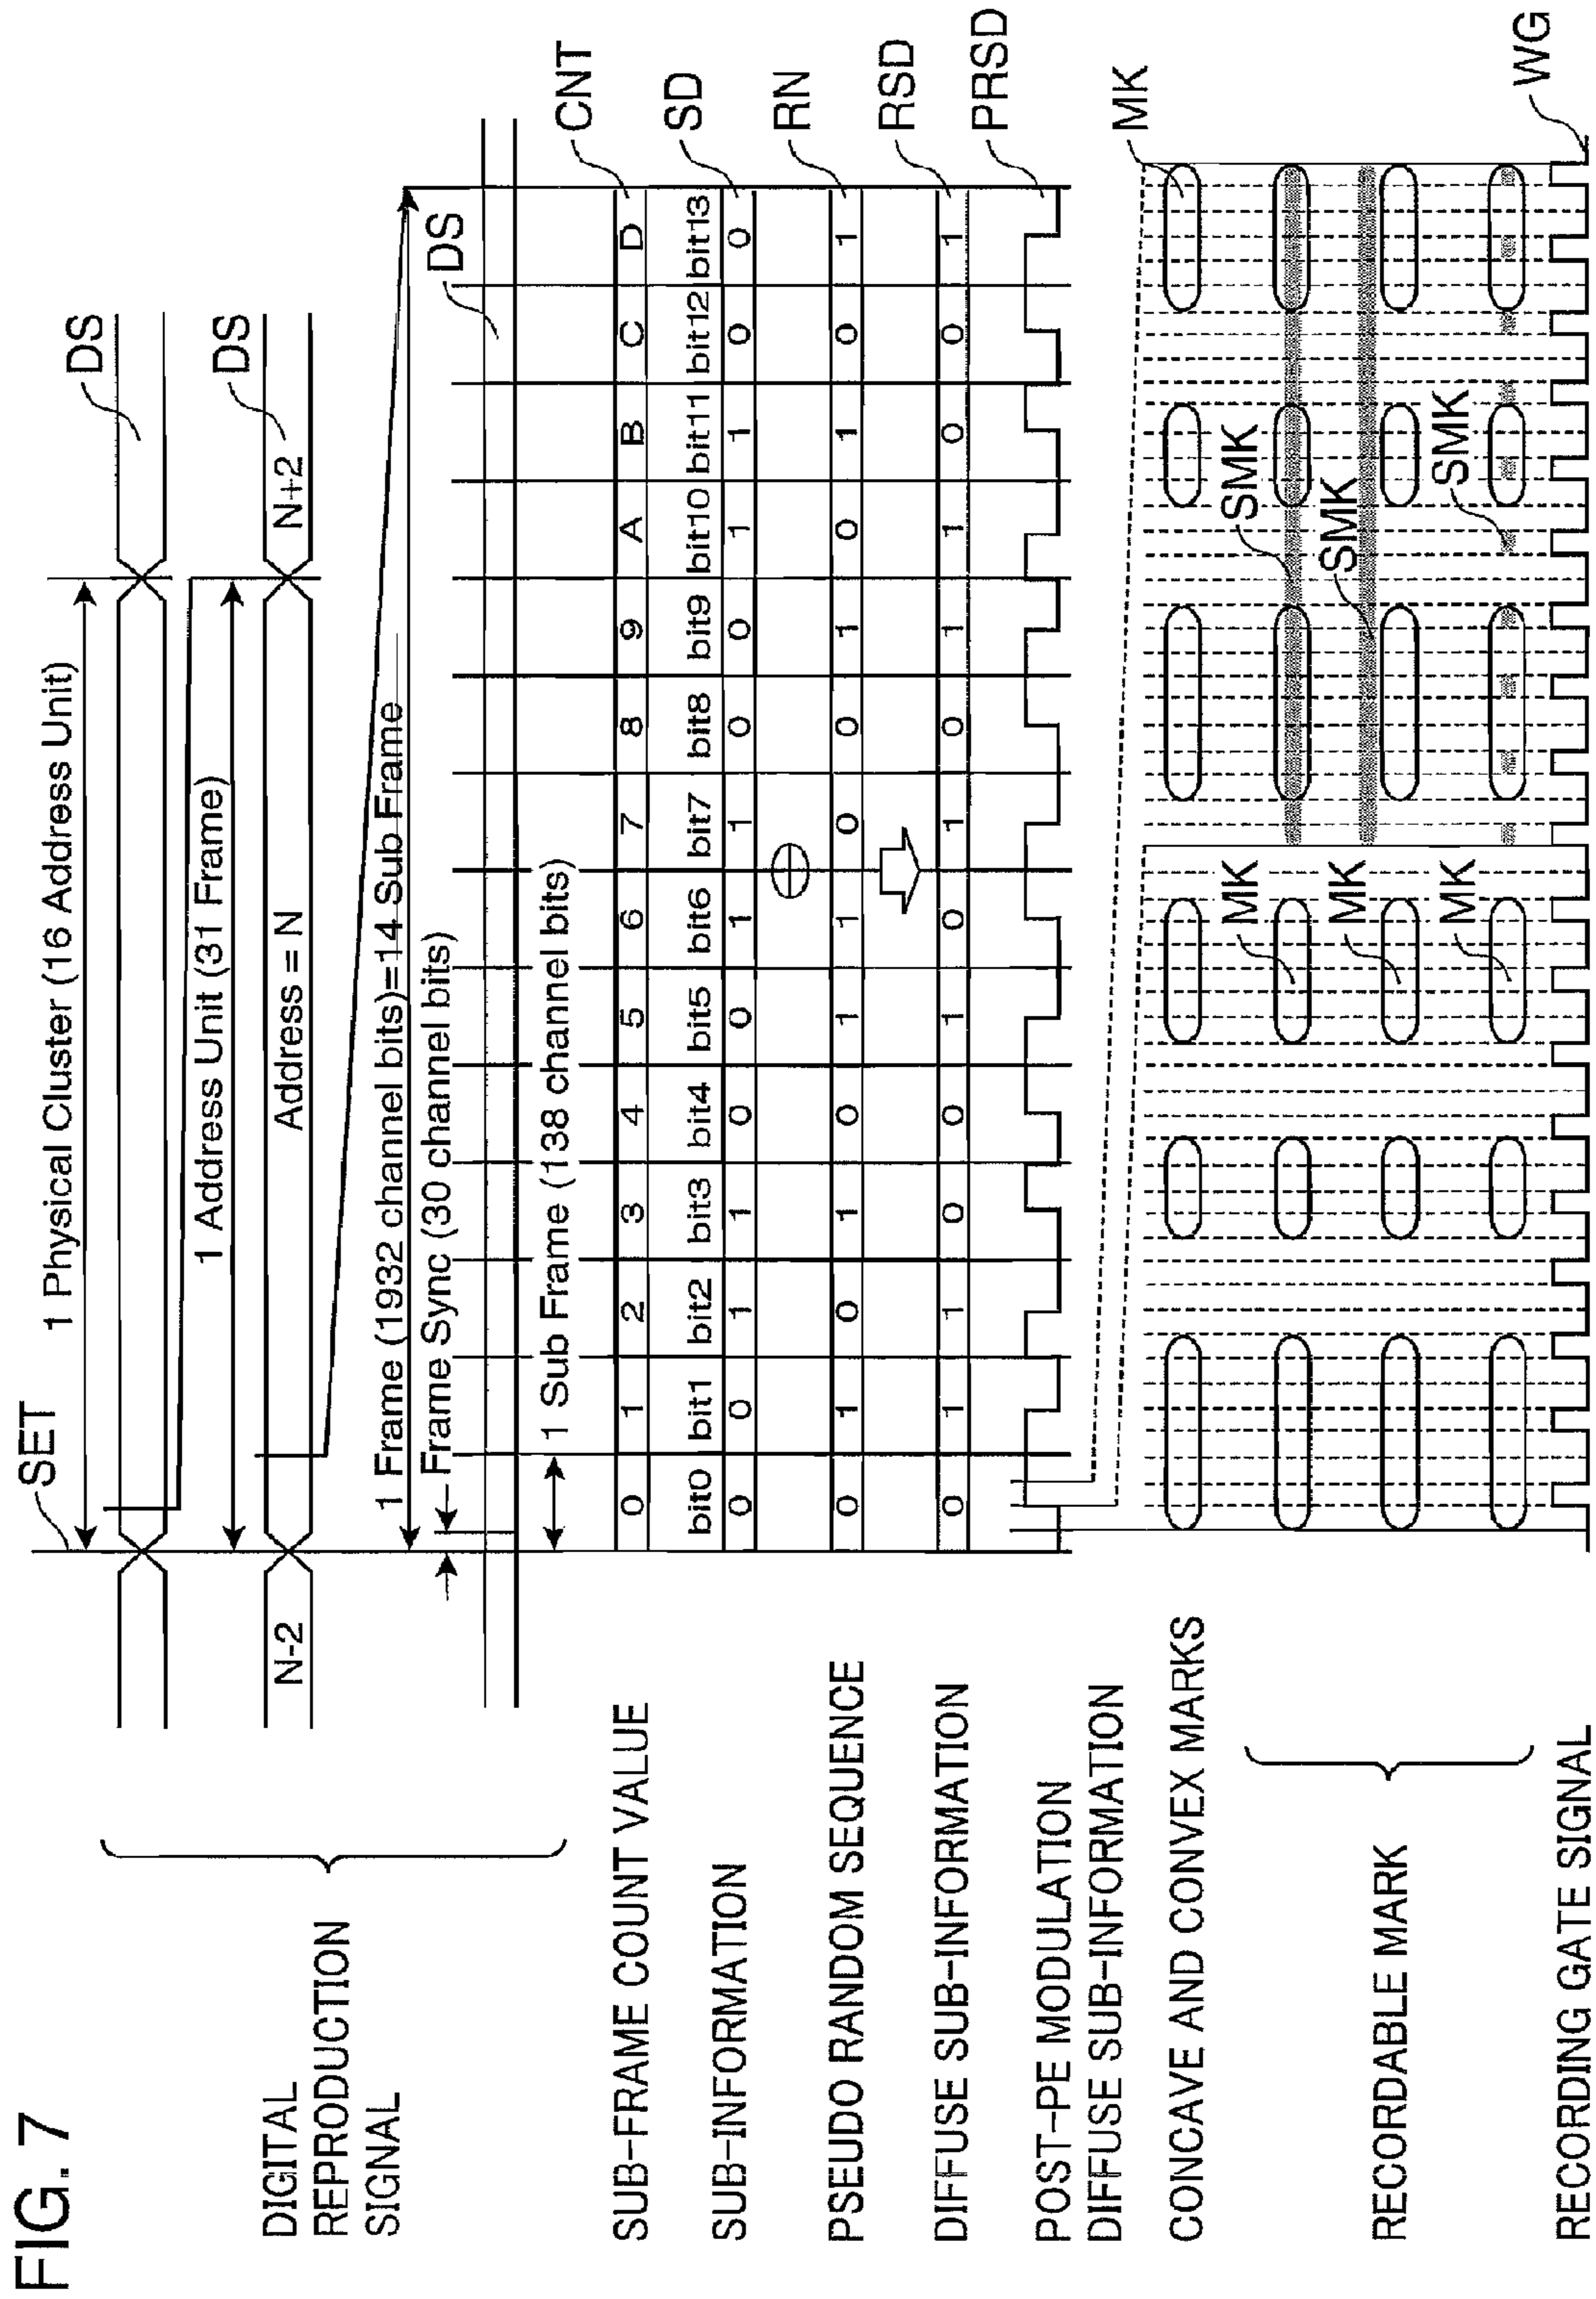 FIG. 7
DIGITAL
REPRODUCTION
SIGNAL
SET
1 Physical Cluster (16 Address Unit)
DS
1 Address Unit (31 Frame)
N-2
Address = N
N+2
DS
1 Frame (1932 channel bits)=14 Sub Frame
Frame Sync (30 channel bits)
DS
1 Sub Frame (138 channel bits)
CNT
SUB-FRAME COUNT VALUE
0 1 2 3 4 5 6 7 8 9 A B C D
SD
bit0 bit1 bit2 bit3 bit4 bit5 bit6 bit7 bit8 bit9 bit10 bit11 bit12 bit13
SUB-INFORMATION
0 0 1 1 0 0 1 1 0 0 1 1 0 0
RN
PSEUDO RANDOM SEQUENCE
0 1 0 1 0 1 1 0 0 1 0 1 0 1
RSD
DIFFUSE SUB-INFORMATION
0 1 1 0 0 1 0 1 0 1 1 0 0 1
PRSD
POST-PE MODULATION
DIFFUSE SUB-INFORMATION
CONCAVE AND CONVEX MARKS
MK
RECORDABLE MARK
MK
SMK
MK
SMK
MK
SMK
RECORDING GATE SIGNAL
WG